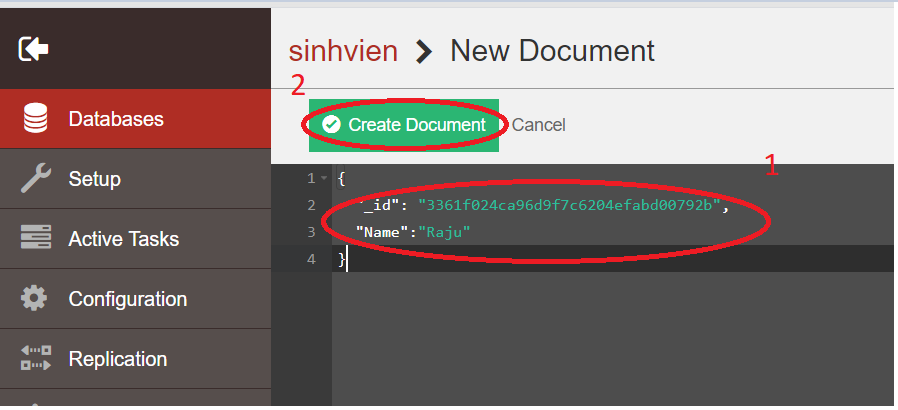 sinhvien > New Document
2
Create Document Cancel
1
Databases
Setup
Active Tasks
Configuration
Replication
1 {
2 "_id": "3361f024ca96d9f7c6204efabd00792b",
3 "Name":"Raju"
4 }